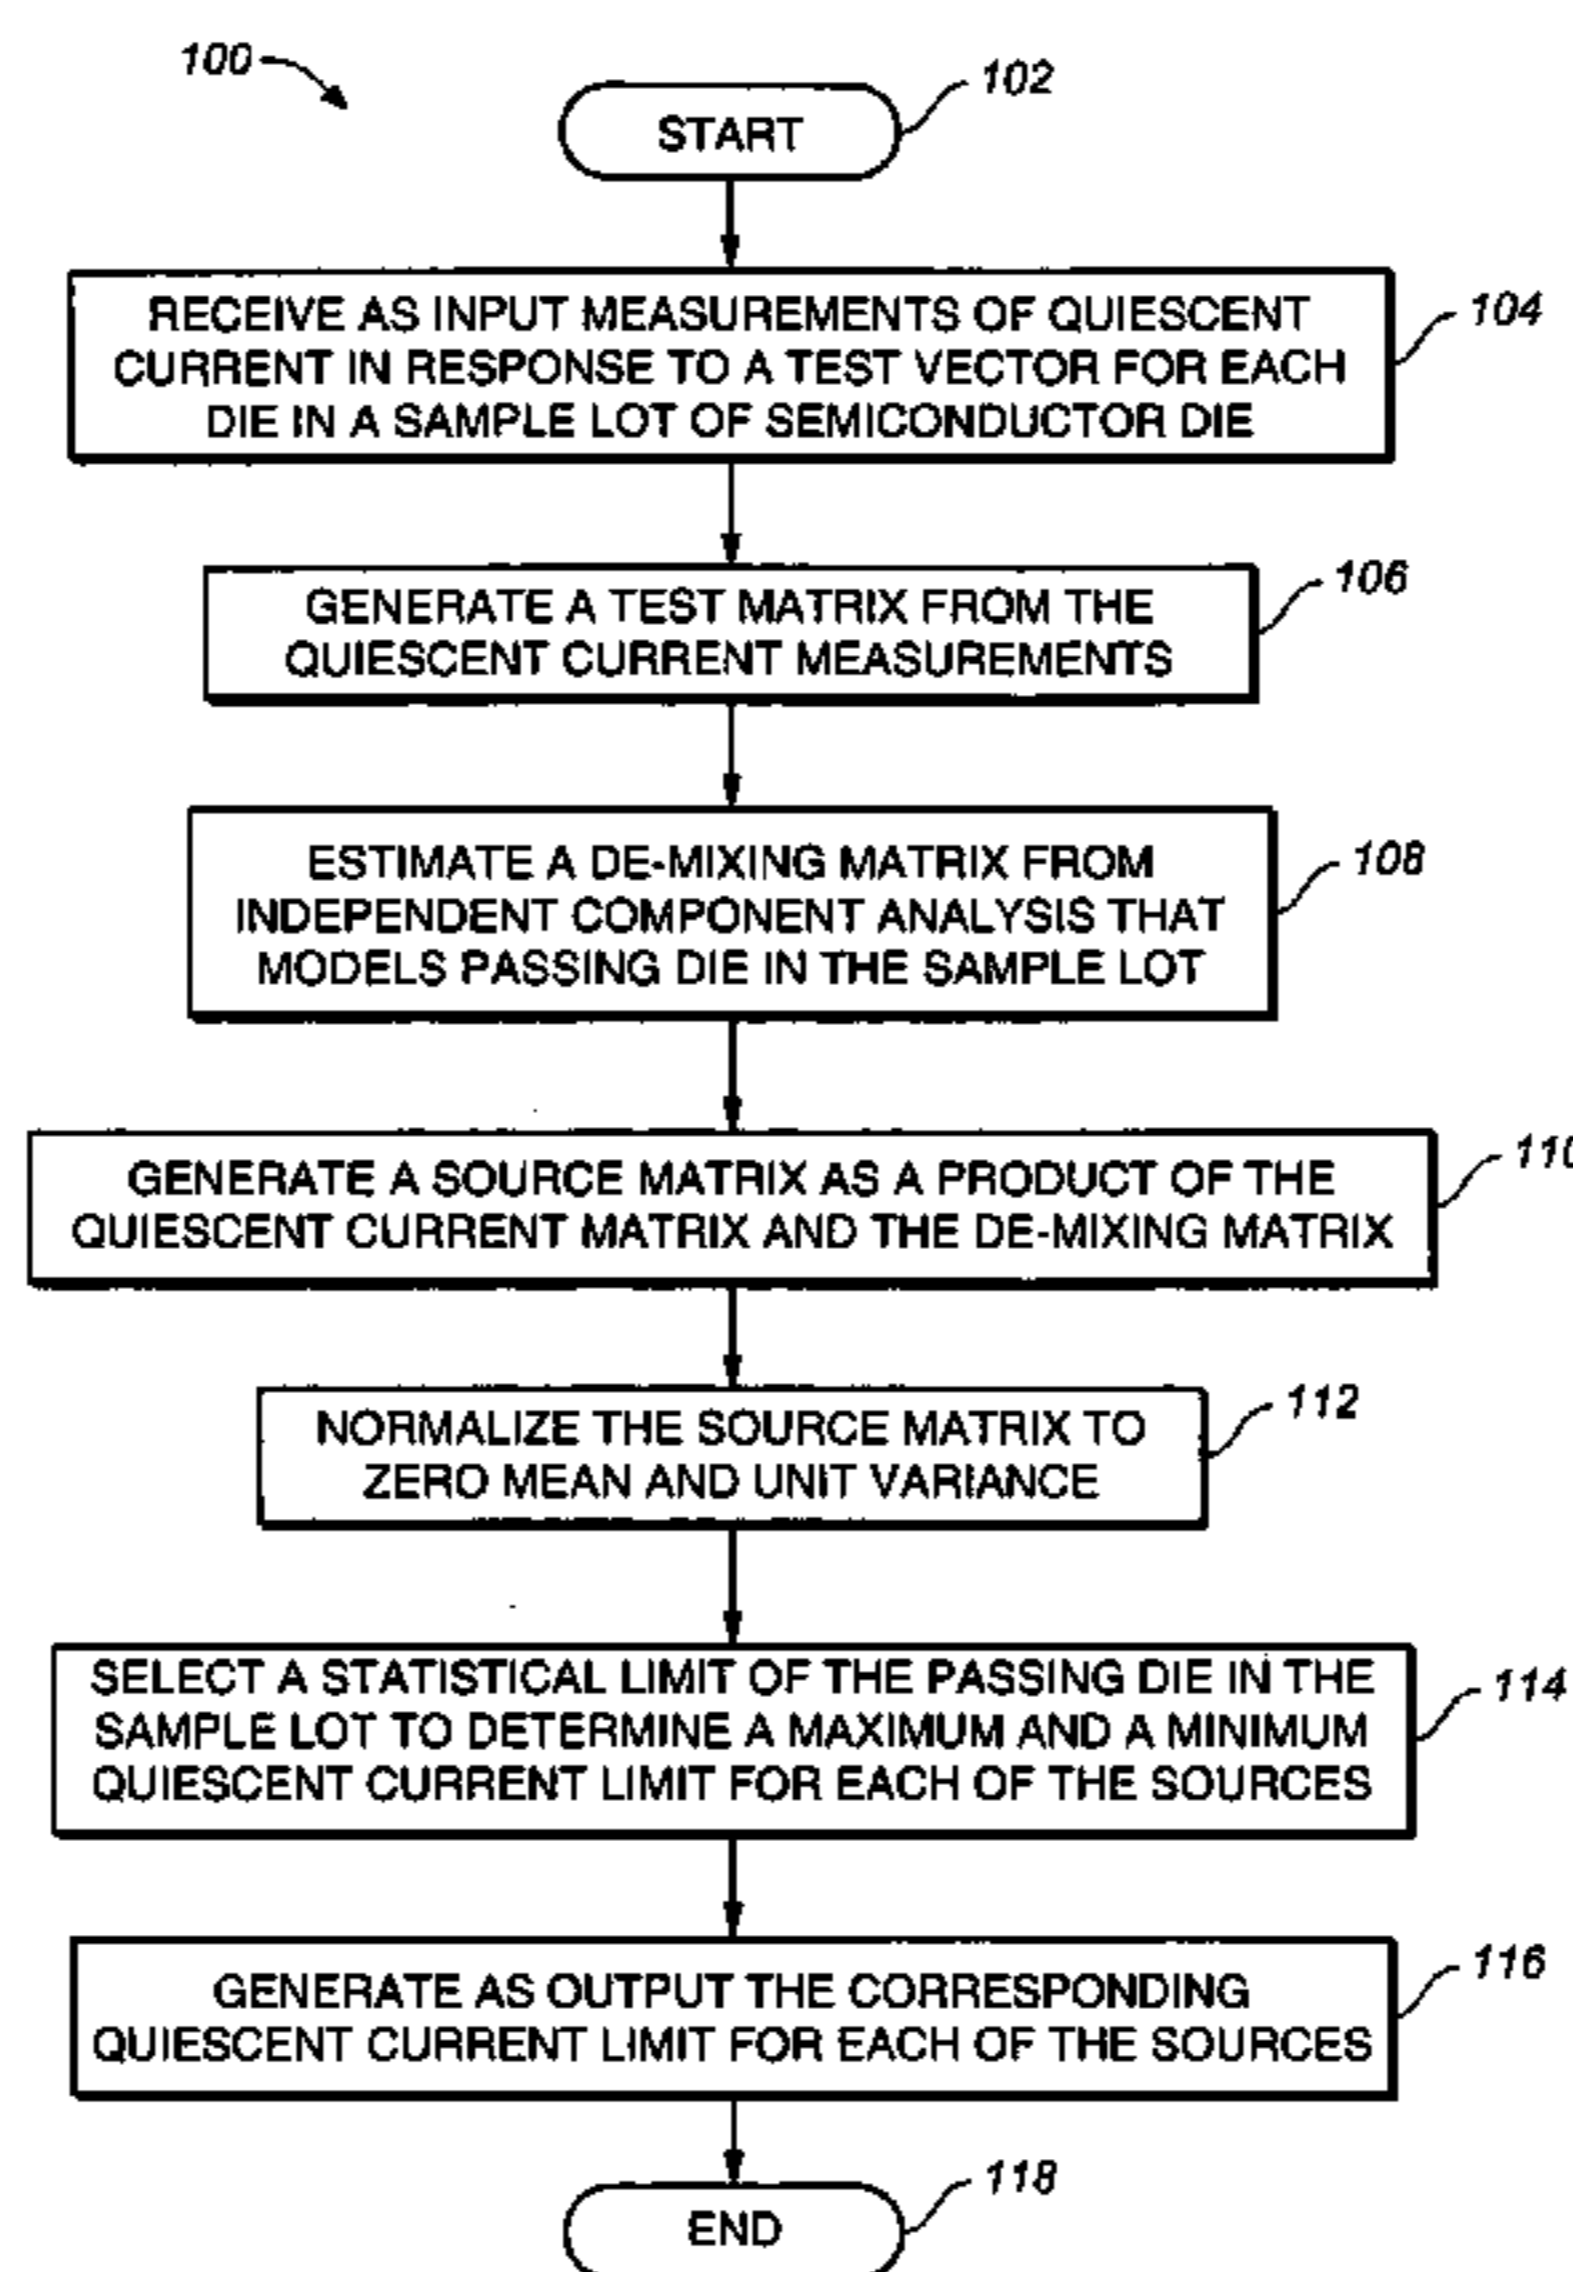 100
102
START
104
RECEIVE AS INPUT MEASUREMENTS OF QUIESCENT
CURRENT IN RESPONSE TO A TEST VECTOR FOR EACH
DIE IN A SAMPLE LOT OF SEMICONDUCTOR DIE
106
GENERATE A TEST MATRIX FROM THE
QUIESCENT CURRENT MEASUREMENTS
108
ESTIMATE A DE-MIXING MATRIX FROM
INDEPENDENT COMPONENT ANALYSIS THAT
MODELS PASSING DIE IN THE SAMPLE LOT
110
GENERATE A SOURCE MATRIX AS A PRODUCT OF THE
QUIESCENT CURRENT MATRIX AND THE DE-MIXING MATRIX
112
NORMALIZE THE SOURCE MATRIX TO
ZERO MEAN AND UNIT VARIANCE
114
SELECT A STATISTICAL LIMIT OF THE PASSING DIE IN THE
SAMPLE LOT TO DETERMINE A MAXIMUM AND A MINIMUM
QUIESCENT CURRENT LIMIT FOR EACH OF THE SOURCES
116
GENERATE AS OUTPUT THE CORRESPONDING
QUIESCENT CURRENT LIMIT FOR EACH OF THE SOURCES
118
END